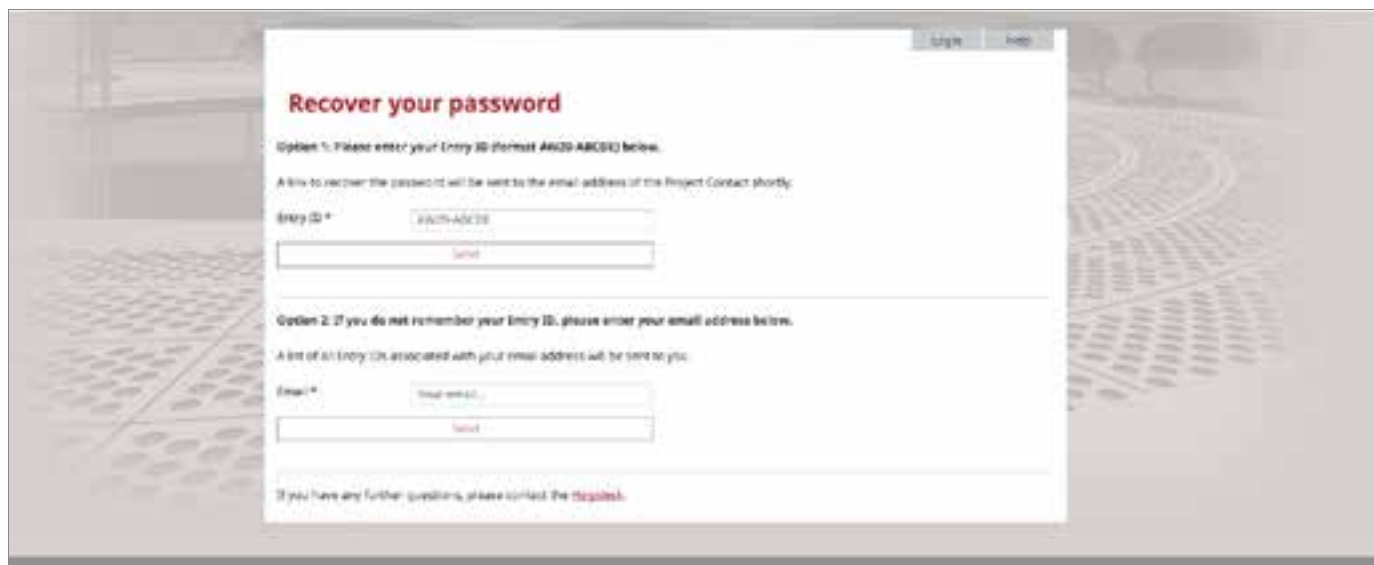 Login Help
Recover your password
Option 1: Please enter your Entry ID (format AW20-ABCDE) below.
A link to recover the password will be sent to the email address of the Project Contact shortly.
Entry ID *
Send
Option 2: If you do not remember your Entry ID, please enter your email address below.
A list of all Entry IDs associated with your email address will be sent to you.
Email * Your email...
Send
If you have any further questions, please contact the Helpdesk.